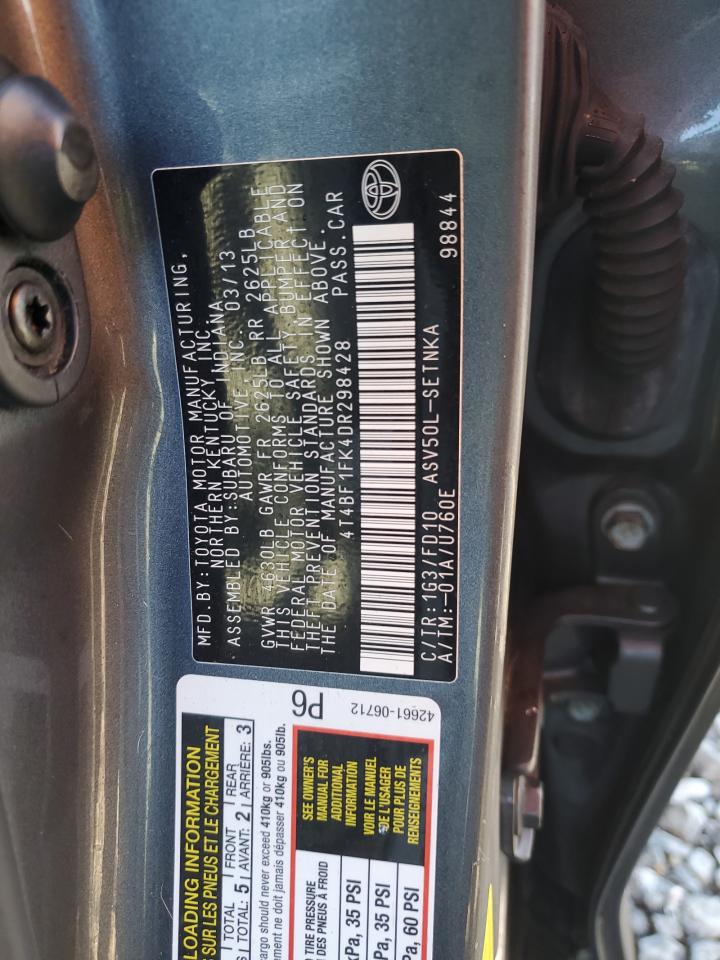 MFD. BY: TOYOTA MOTOR MANUFACTURING,
NORTHERN KENTUCKY INC.
ASSEMBLED BY: SUBARU OF INDIANA
AUTOMOTIVE, INC. 03/13
GVWR 4630LB GAWR FR 2625LB RR 2625LB
THIS VEHICLE CONFORMS TO ALL APPLICABLE
FEDERAL MOTOR VEHICLE SAFETY, BUMPER AND
THEFT PREVENTION STANDARDS IN EFFECT ON
THE DATE OF MANUFACTURE SHOWN ABOVE.
4T4BF1FK4DR298428 PASS. CAR
C/TR:1G3/FD10 ASV50L-SETNKA
A/TM:-01A/U760E 98844
LOADING INFORMATION
SUR LES PNEUS ET LE CHARGEMENT
TOTAL 5 FRONT 2 REAR 3
TOTAL: AVANT: ARRIÈRE:
cargo should never exceed 410kg or 905lbs.
ment ne doit jamais dépasser 410kg ou 905lb.
P6
42661-06712
SEE OWNER'S
MANUAL FOR
ADDITIONAL
INFORMATION
VOIR LE MANUEL
DE L'USAGER
POUR PLUS DE
RENSEIGNEMENTS
TIRE PRESSURE
DES PNEUS À FROID
kPa, 35 PSI
kPa, 35 PSI
Pa, 60 PSI